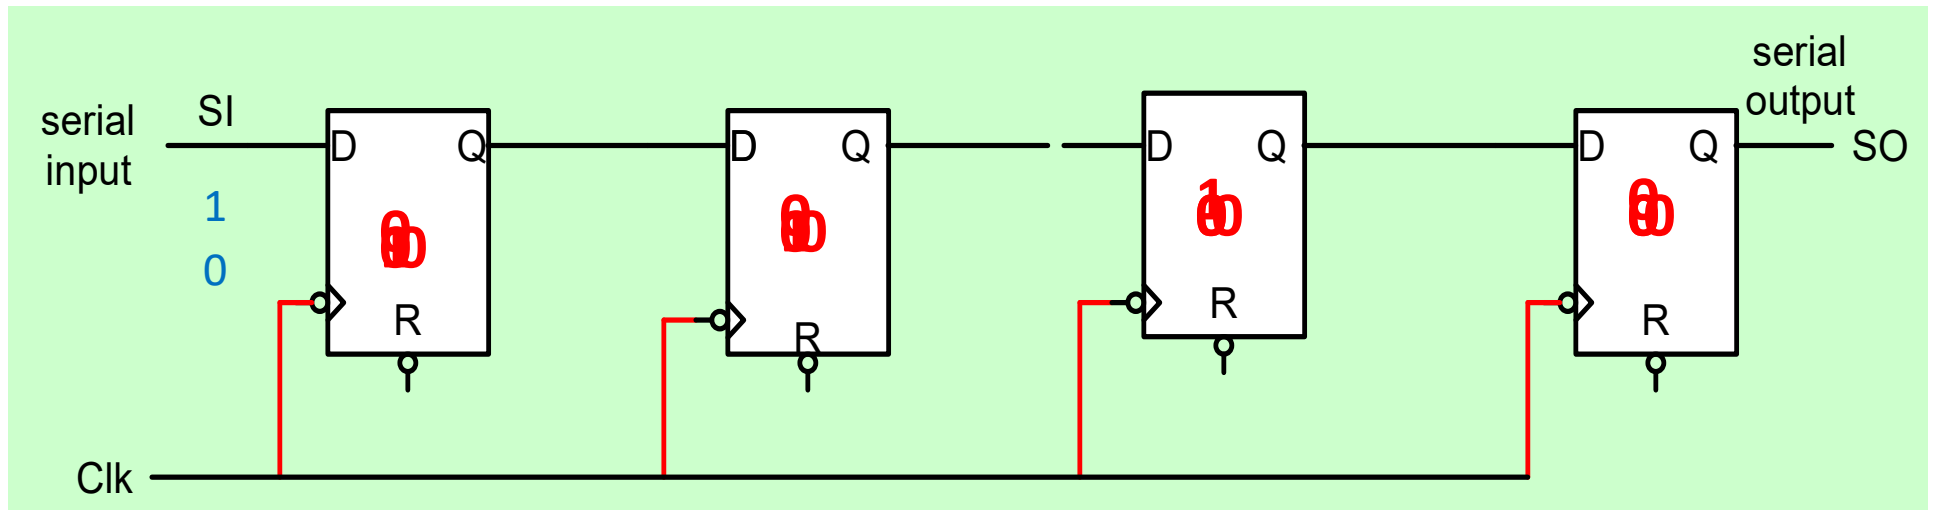 serial
input
SI
1
0
D Q
R
D Q
R
D Q
R
D Q
R
serial
output
SO
Clk